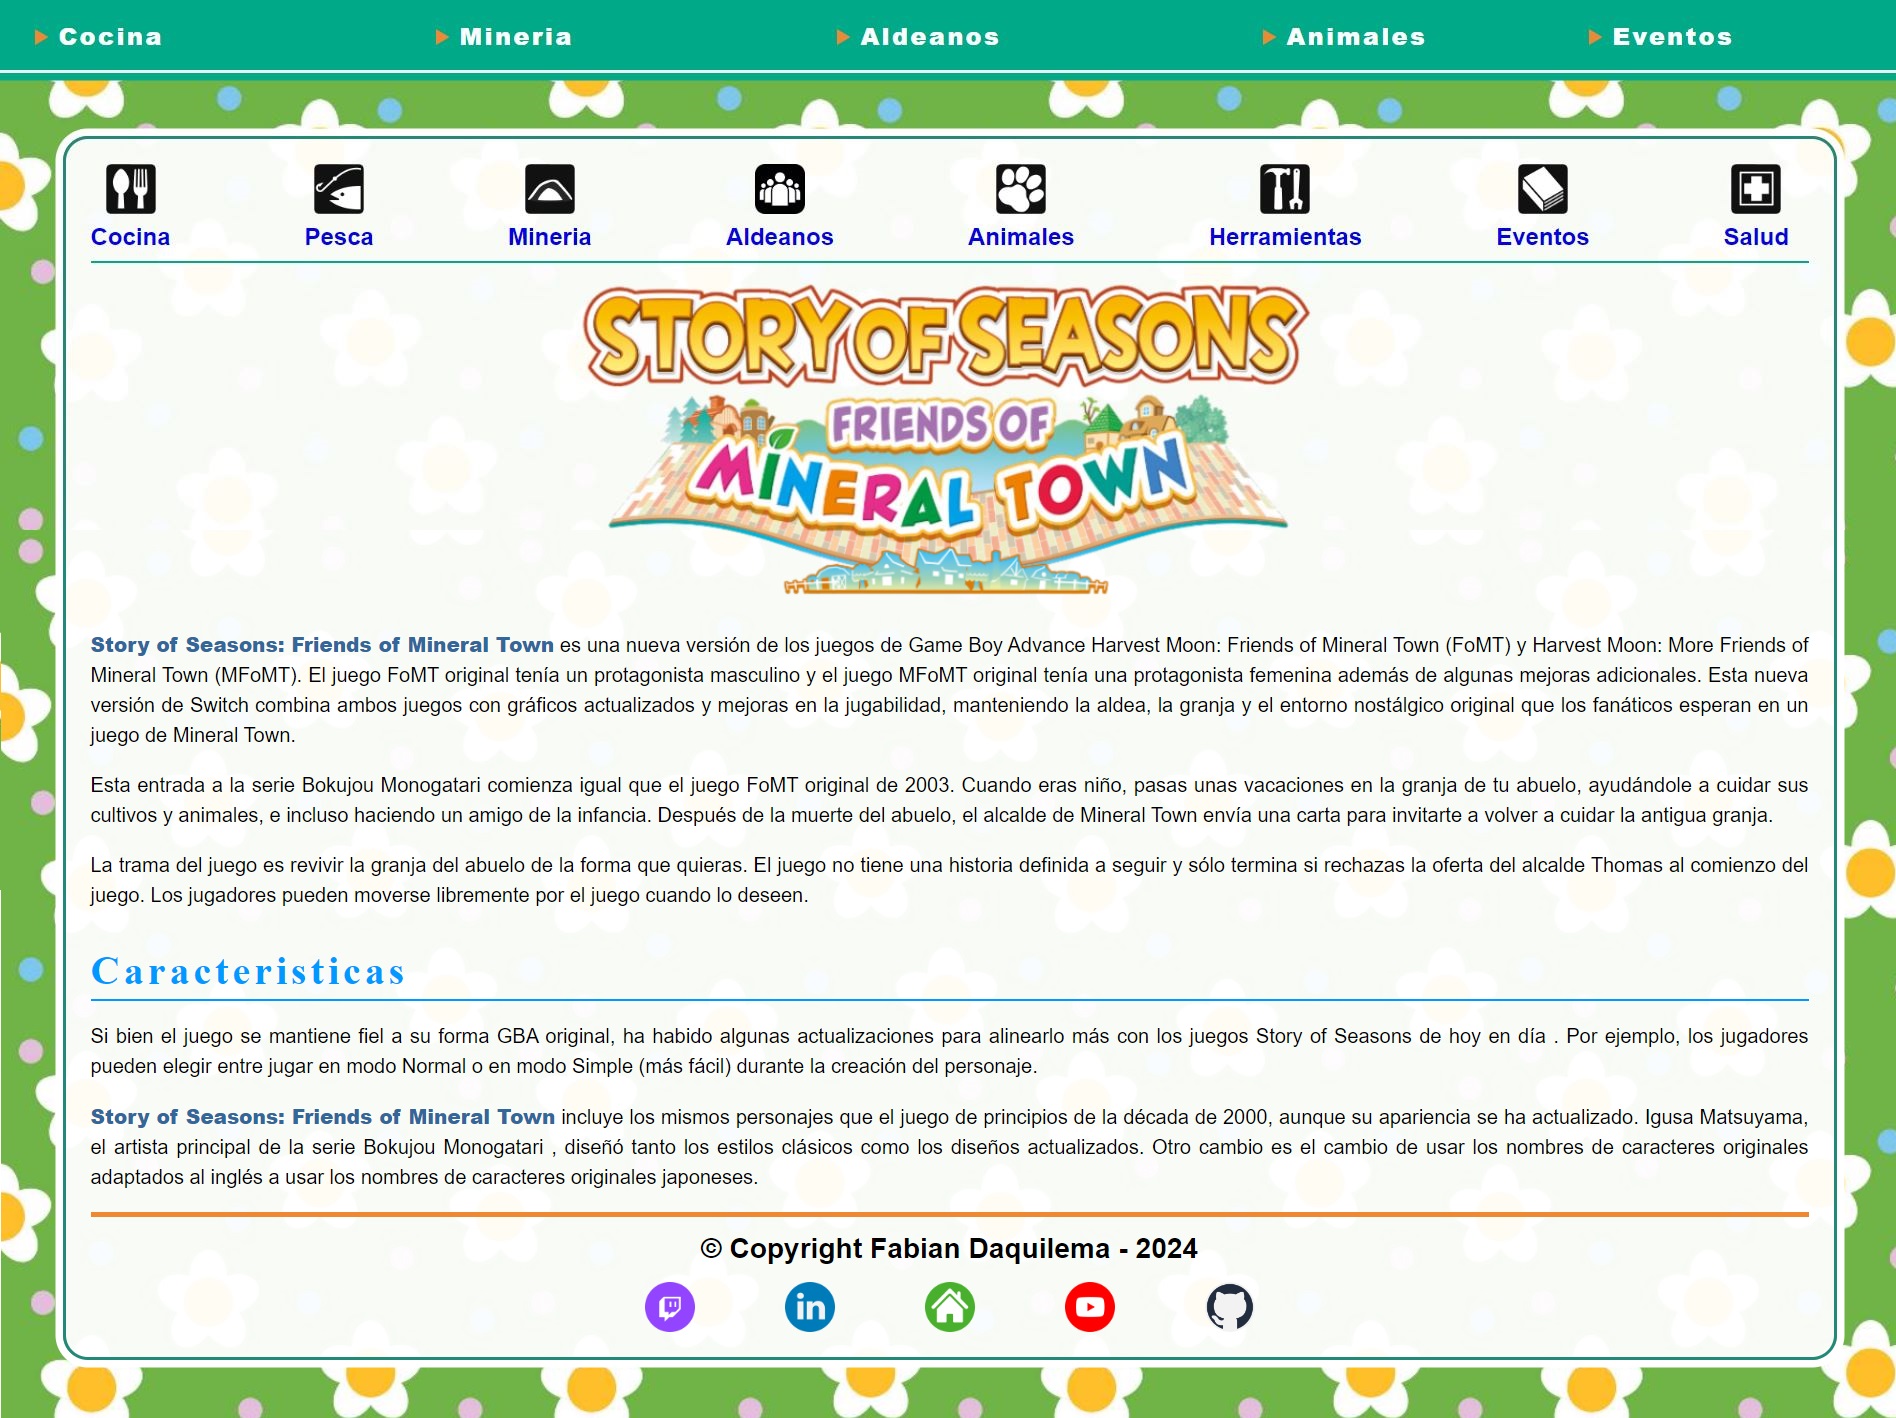 Cocina
Mineria
Aldeanos
Animales
Eventos
Cocina
Pesca
Mineria
Aldeanos
Animales
Herramientas
Eventos
Salud
STORY OF SEASONS
FRIENDS OF
MINERAL TOWN
Story of Seasons: Friends of Mineral Town es una nueva versión de los juegos de Game Boy Advance Harvest Moon: Friends of Mineral Town (FoMT) y Harvest Moon: More Friends of
Mineral Town (MFoMT). El juego FoMT original tenía un protagonista masculino y el juego MFoMT original tenía una protagonista femenina además de algunas mejoras adicionales. Esta nueva
versión de Switch combina ambos juegos con gráficos actualizados y mejoras en la jugabilidad, manteniendo la aldea, la granja y el entorno nostálgico original que los fanáticos esperan en un
juego de Mineral Town.
Esta entrada a la serie Bokujou Monogatari comienza igual que el juego FoMT original de 2003. Cuando eras niño, pasas unas vacaciones en la granja de tu abuelo, ayudándole a cuidar sus
cultivos y animales, e incluso haciendo un amigo de la infancia. Después de la muerte del abuelo, el alcalde de Mineral Town envía una carta para invitarte a volver a cuidar la antigua granja.
La trama del juego es revivir la granja del abuelo de la forma que quieras. El juego no tiene una historia definida a seguir y sólo termina si rechazas la oferta del alcalde Thomas al comienzo del
juego. Los jugadores pueden moverse libremente por el juego cuando lo deseen.
Caracteristicas
Si bien el juego se mantiene fiel a su forma GBA original, ha habido algunas actualizaciones para alinearlo más con los juegos Story of Seasons de hoy en día . Por ejemplo, los jugadores
pueden elegir entre jugar en modo Normal o en modo Simple (más fácil) durante la creación del personaje.
Story of Seasons: Friends of Mineral Town incluye los mismos personajes que el juego de principios de la década de 2000, aunque su apariencia se ha actualizado. Igusa Matsuyama,
el artista principal de la serie Bokujou Monogatari , diseñó tanto los estilos clásicos como los diseños actualizados. Otro cambio es el cambio de usar los nombres de caracteres originales
adaptados al inglés a usar los nombres de caracteres originales japoneses.
© Copyright Fabian Daquilema - 2024
in